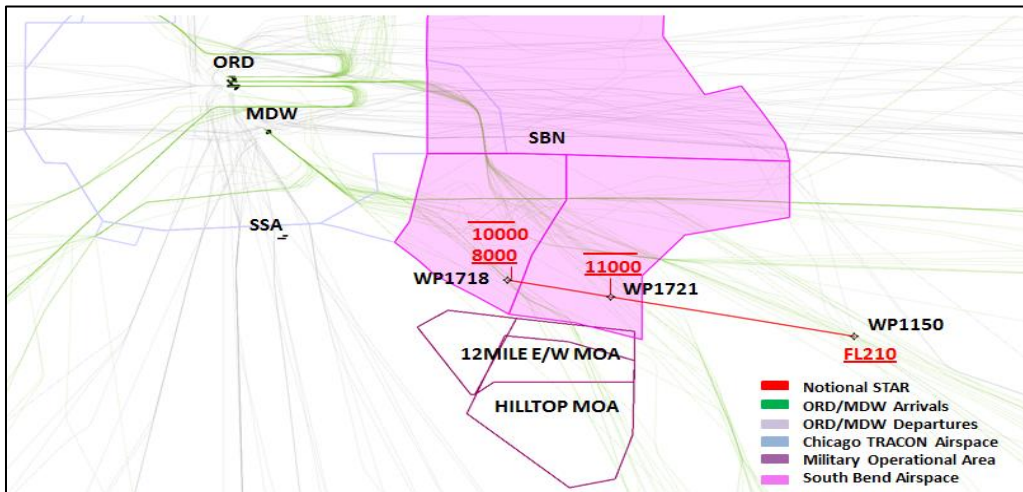 ORD
MDW
SBN
SSA
10000
8000
11000
WP1718
WP1721
WP1150
FL210
12MILE E/W MOA
HILLTOP MOA
Notional STAR
ORD/MDW Arrivals
ORD/MDW Departures
Chicago TRACON Airspace
Military Operational Area
South Bend Airspace